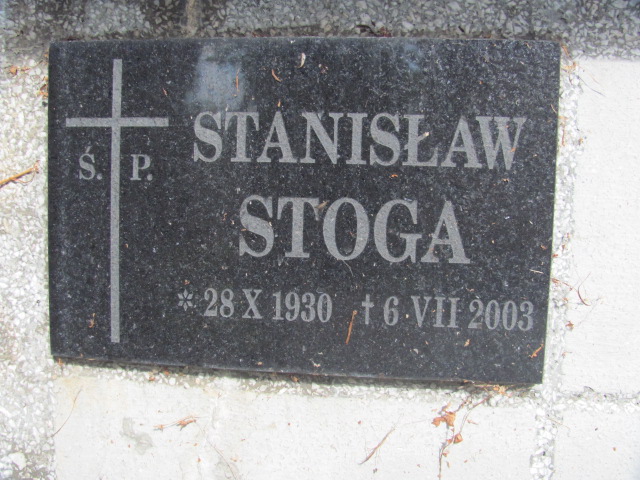 Ś. P.
STANISŁAW
STOGA
* 28 X 1930 † 6 VII 2003